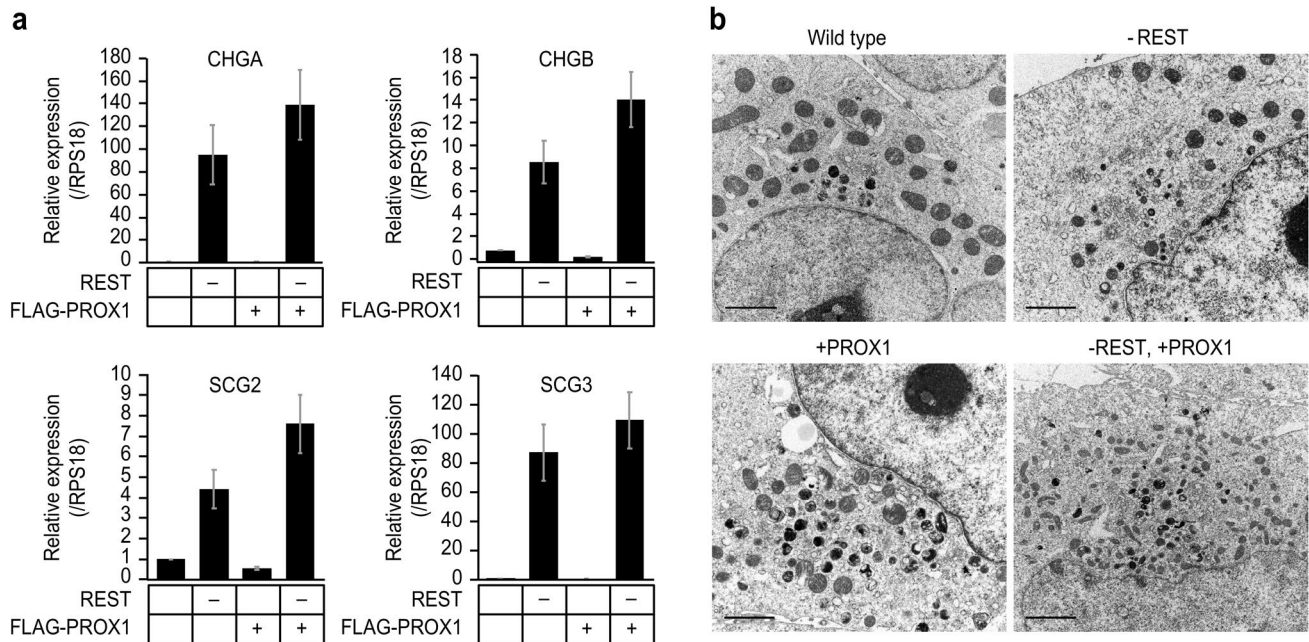 a
CHGA
Relative expression
(/RPS18)
180
160
140
120
100
80
60
40
20
0
REST – –
FLAG-PROX1 + +
CHGB
Relative expression
(/RPS18)
18
16
14
12
10
8
6
4
2
0
REST – –
FLAG-PROX1 + +
SCG2
Relative expression
(/RPS18)
10
9
8
7
6
5
4
3
2
1
0
REST – –
FLAG-PROX1 + +
SCG3
Relative expression
(/RPS18)
140
120
100
80
60
40
20
0
REST – –
FLAG-PROX1 + +
b
Wild type
-REST
+PROX1
-REST, +PROX1